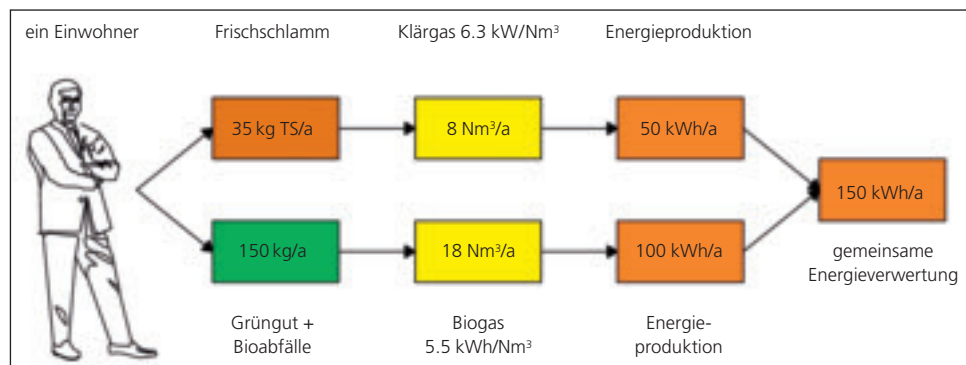 ein Einwohner
Frischschlamm
Klärgas 6.3 kW/Nm³
Energieproduktion
35 kg TS/a
8 Nm³/a
50 kWh/a
150 kWh/a
150 kg/a
18 Nm³/a
100 kWh/a
gemeinsame
Energieverwertung
Grüngut +
Bioabfälle
Biogas
5.5 kWh/Nm³
Energie-
produktion